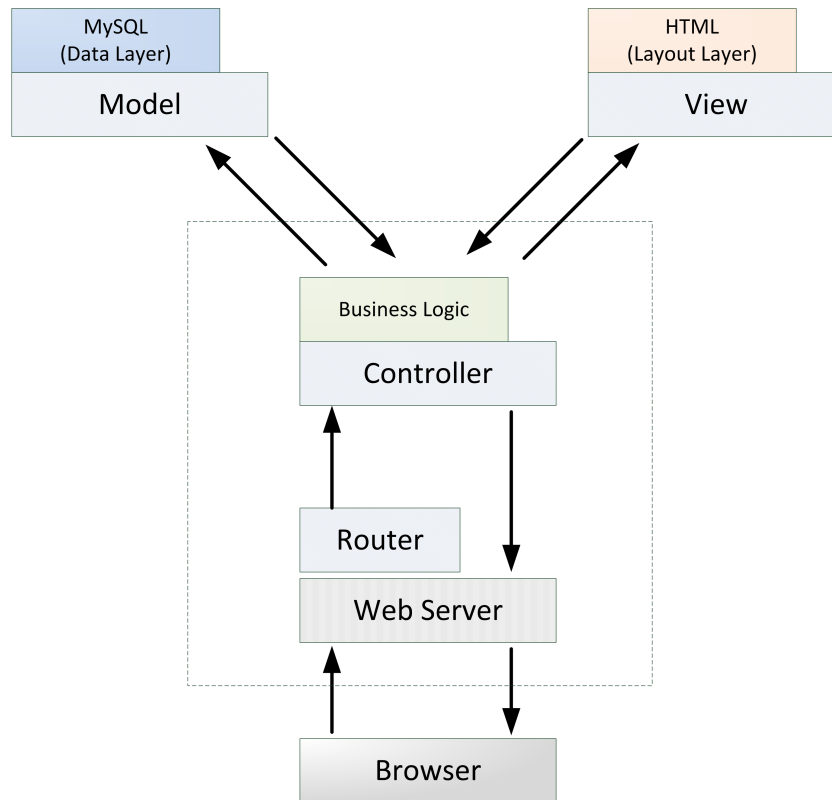 MySQL
(Data Layer)
Model
HTML
(Layout Layer)
View
Business Logic
Controller
Router
Web Server
Browser